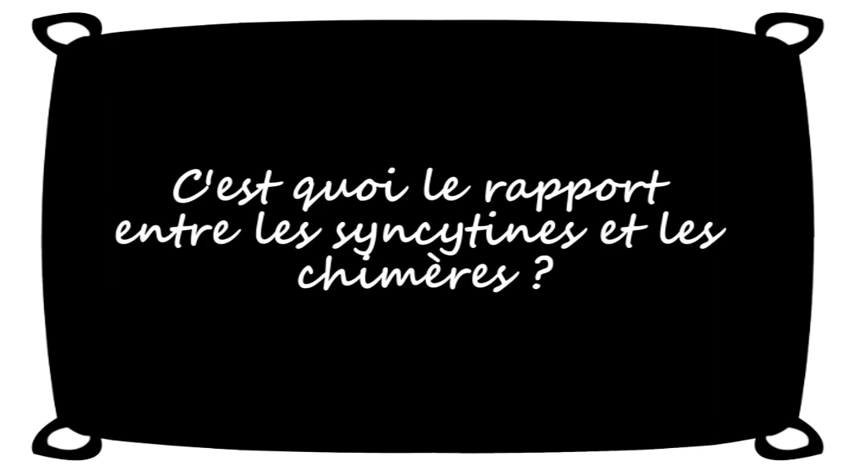 C'est quoi le rapport
entre les syncytines et les
chimères ?